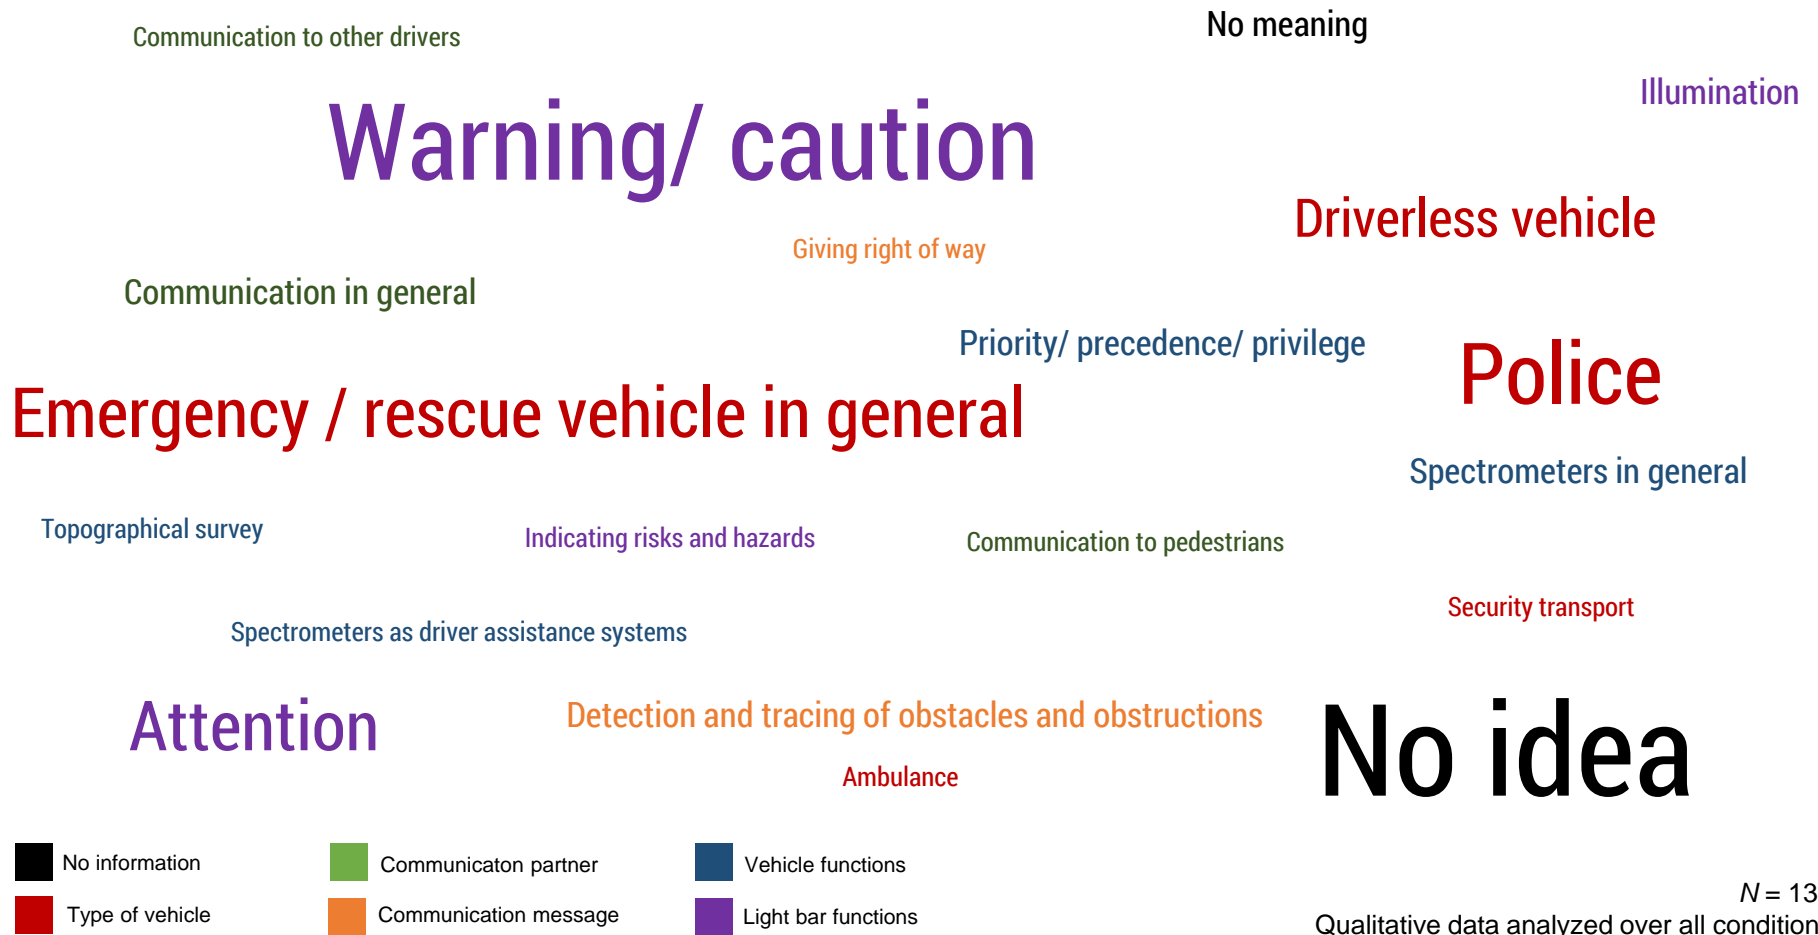 Communication to other drivers
No meaning
Illumination
Warning/ caution
Driverless vehicle
Giving right of way
Communication in general
Priority/ precedence/ privilege
Police
Emergency / rescue vehicle in general
Spectrometers in general
Topographical survey
Indicating risks and hazards
Communication to pedestrians
Security transport
Spectrometers as driver assistance systems
Attention
Detection and tracing of obstacles and obstructions
No idea
Ambulance
No information
Communicaton partner
Vehicle functions
Type of vehicle
Communication message
Light bar functions
N = 13
Qualitative data analyzed over all condition